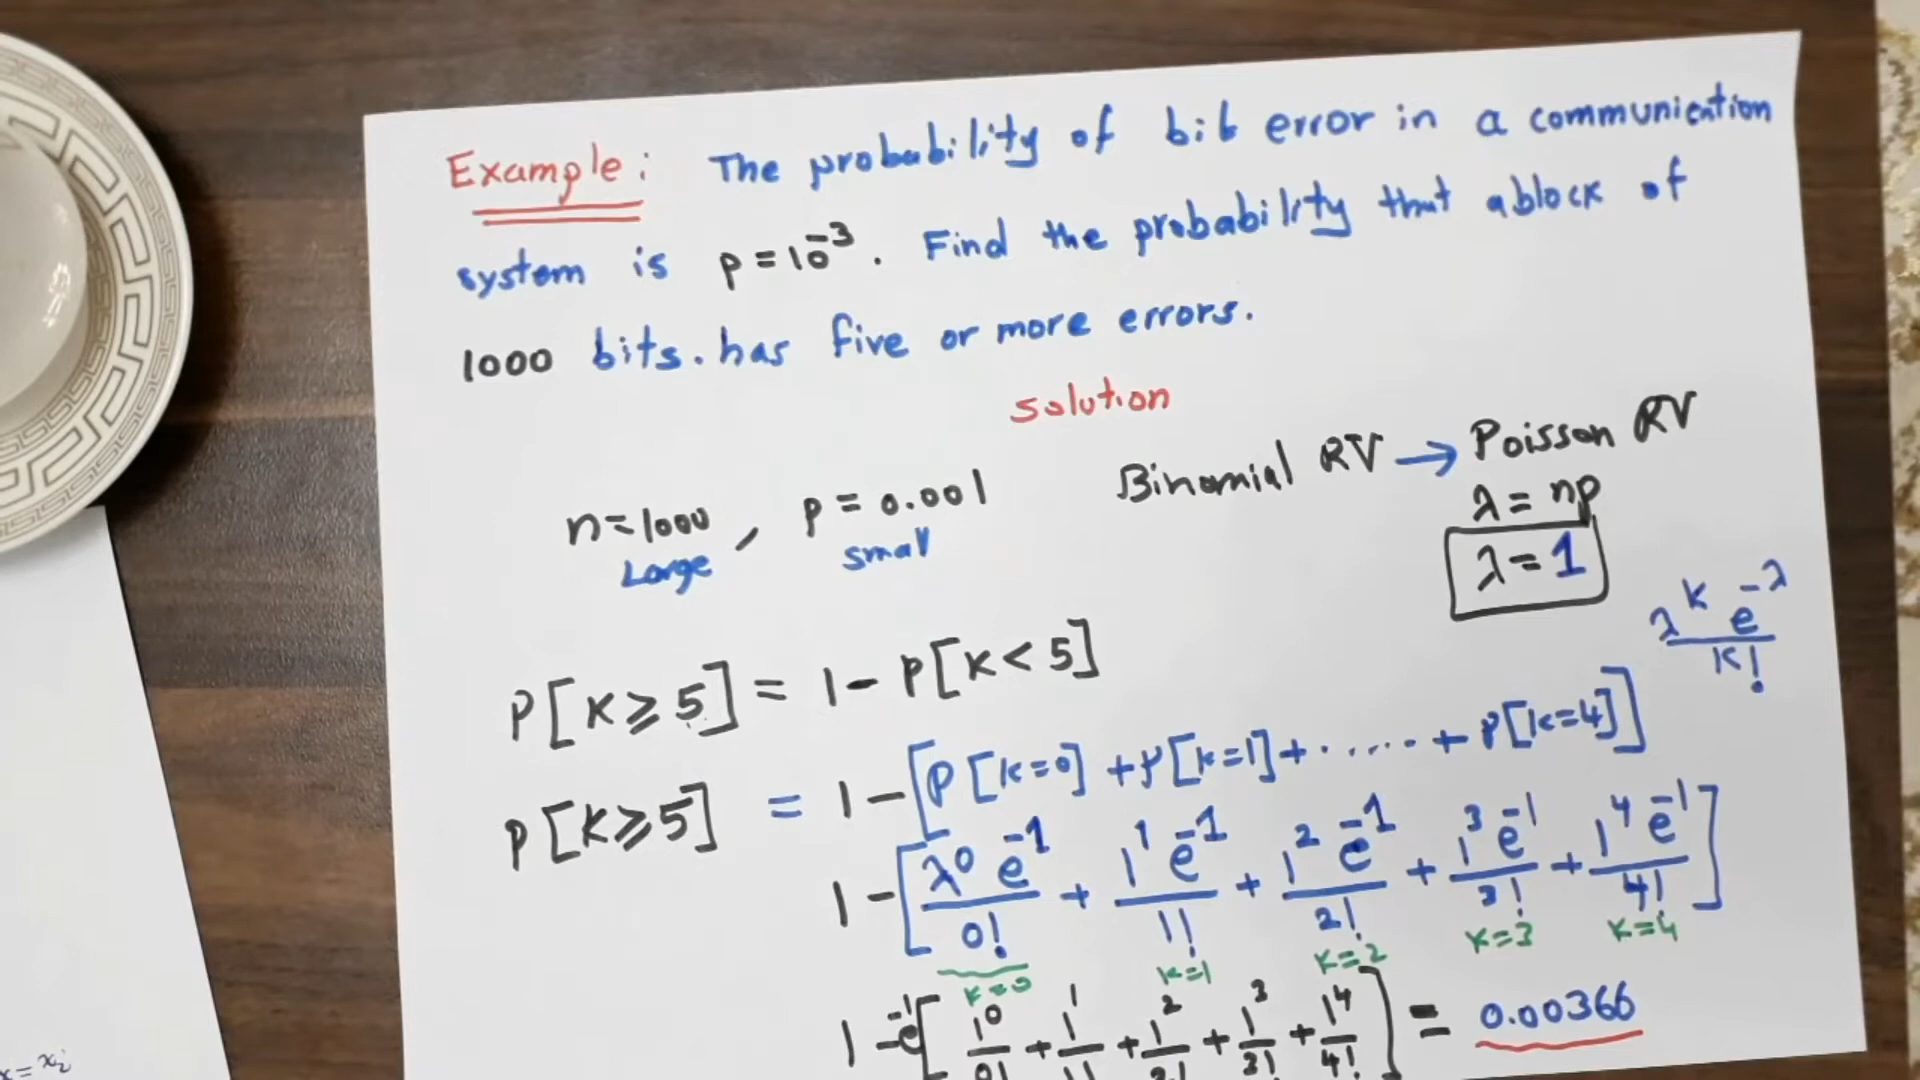 Example: The probability of bit error in a communication
system is p = 10⁻³. Find the probability that a block of
1000 bits. has five or more errors.
solution
n=1000, p = 0.001 Binomial RV → Poisson RV
Large small λ = np
λ = 1
λ^k e^-λ / k!
P[K ≥ 5] = 1 - P[K < 5]
P[K ≥ 5] = 1 - [P[k=0] + P[k=1] + ..... + P[k=4]]
1 - [λ⁰ e⁻¹ / 0! + 1¹ e⁻¹ / 1! + 1² e⁻¹ / 2! + 1³ e⁻¹ / 3! + 1⁴ e⁻¹ / 4!]
K=0 K=1 K=2 K=3 K=4
1 - e⁻¹ [1⁰ / 0! + 1¹ / 1! + 1² / 2! + 1³ / 3! + 1⁴ / 4!] = 0.00366
x = xᵢ